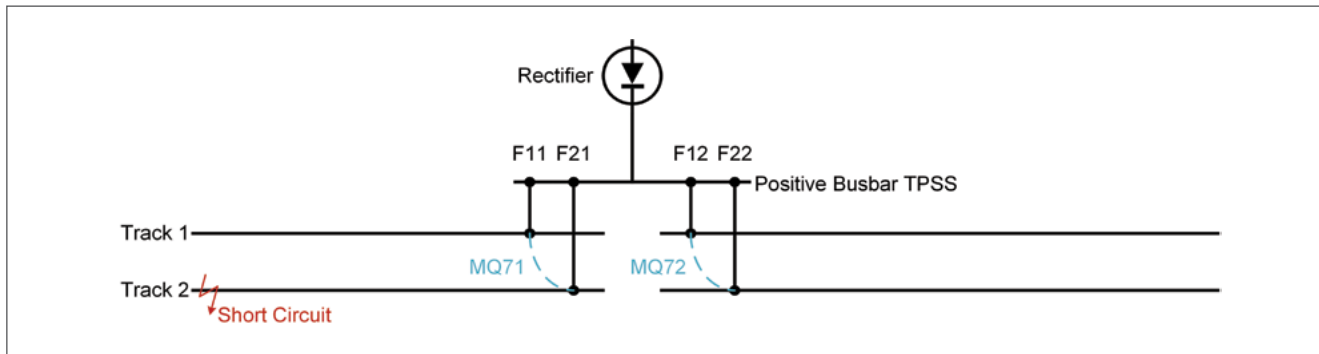 Rectifier
F11 F21 F12 F22
Positive Busbar TPSS
Track 1
MQ71 MQ72
Track 2
Short Circuit